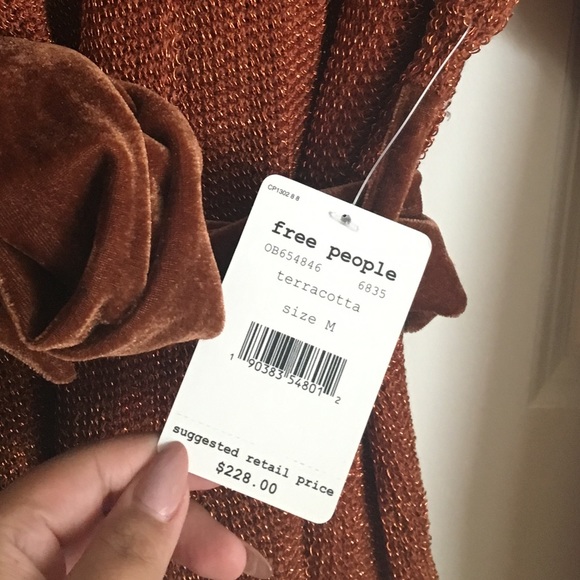 CP1302 8 8
free people
OB654846 6835
terracotta
size M
1 90383 54801 2
suggested retail price
$228.00